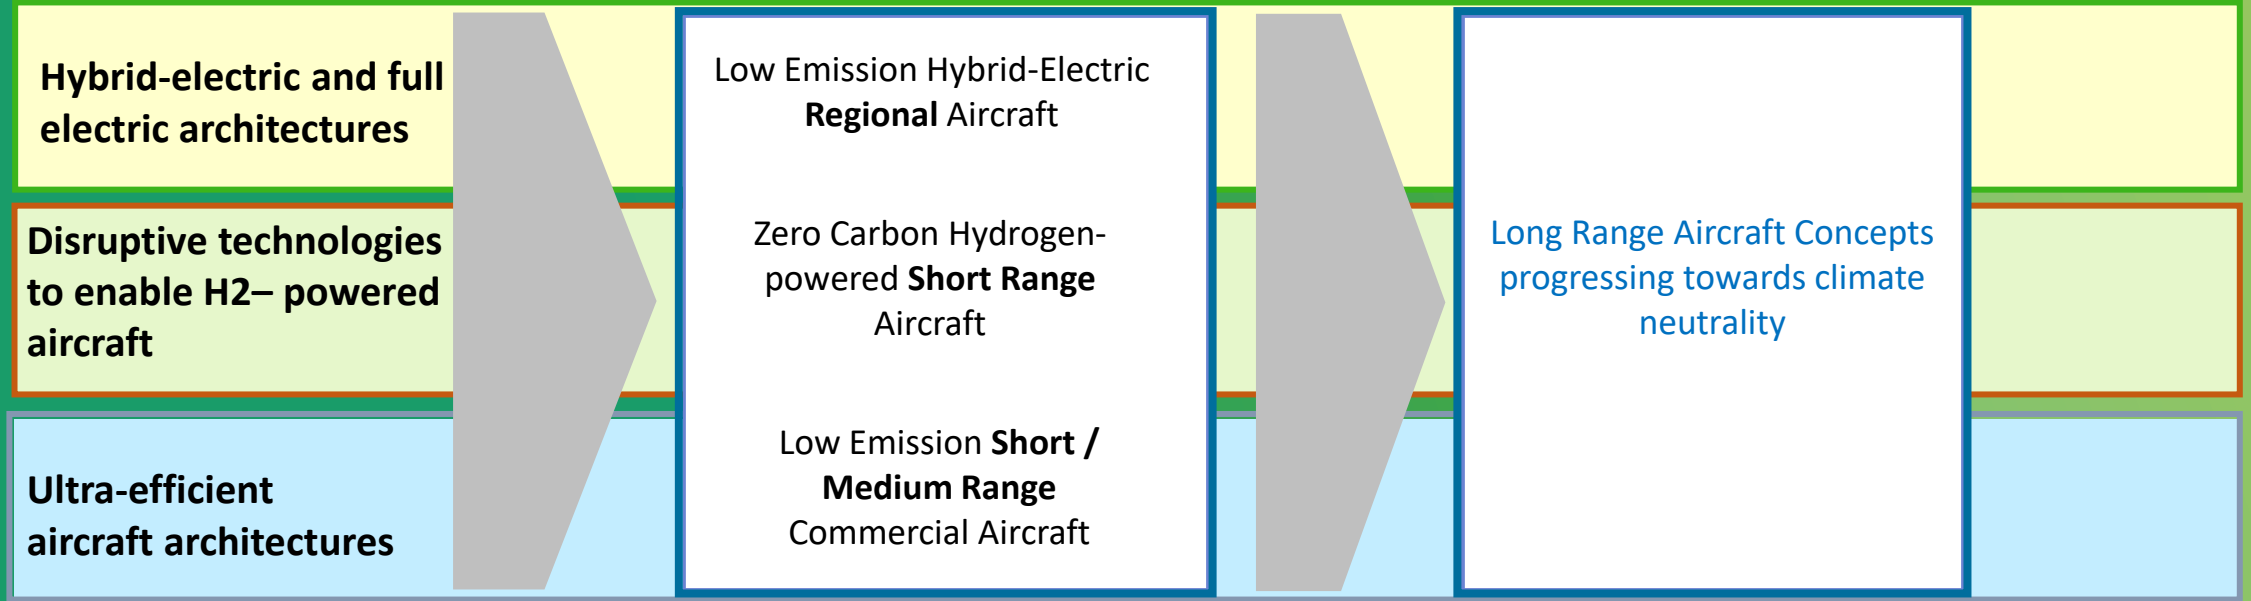 Hybrid-electric and full
electric architectures
Low Emission Hybrid-Electric
Regional Aircraft
Disruptive technologies
to enable H2– powered
aircraft
Zero Carbon Hydrogen-
powered Short Range
Aircraft
Long Range Aircraft Concepts
progressing towards climate
neutrality
Ultra-efficient
aircraft architectures
Low Emission Short /
Medium Range
Commercial Aircraft